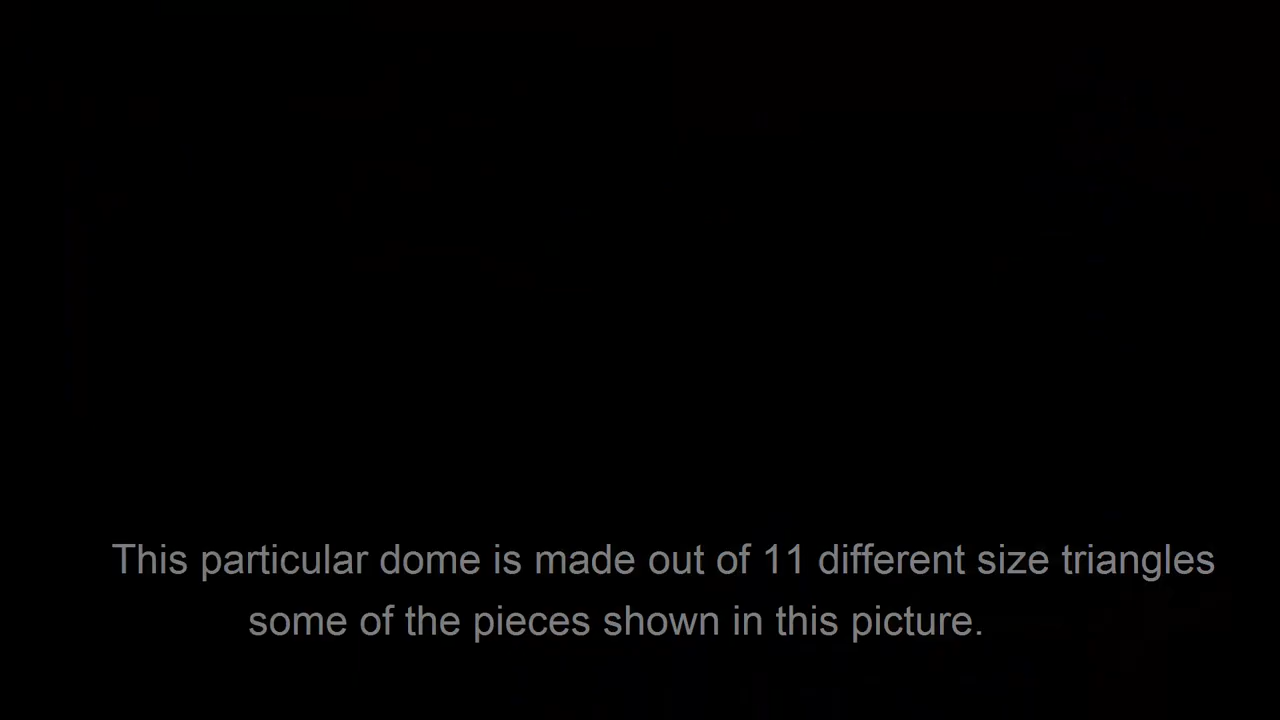 This particular dome is made out of 11 different size triangles
some of the pieces shown in this picture.